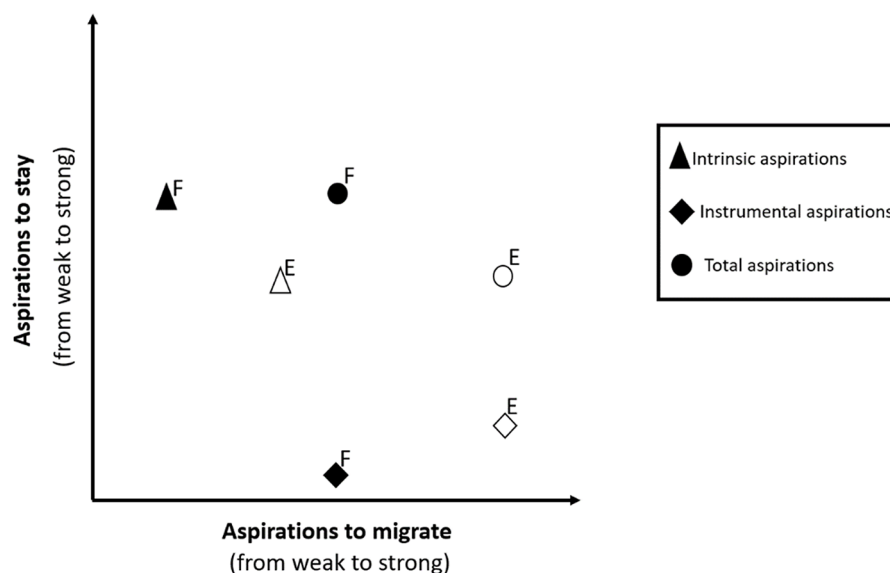 Aspirations to stay
(from weak to strong)
F
F
E
E
E
F
Aspirations to migrate
(from weak to strong)
Intrinsic aspirations
Instrumental aspirations
Total aspirations